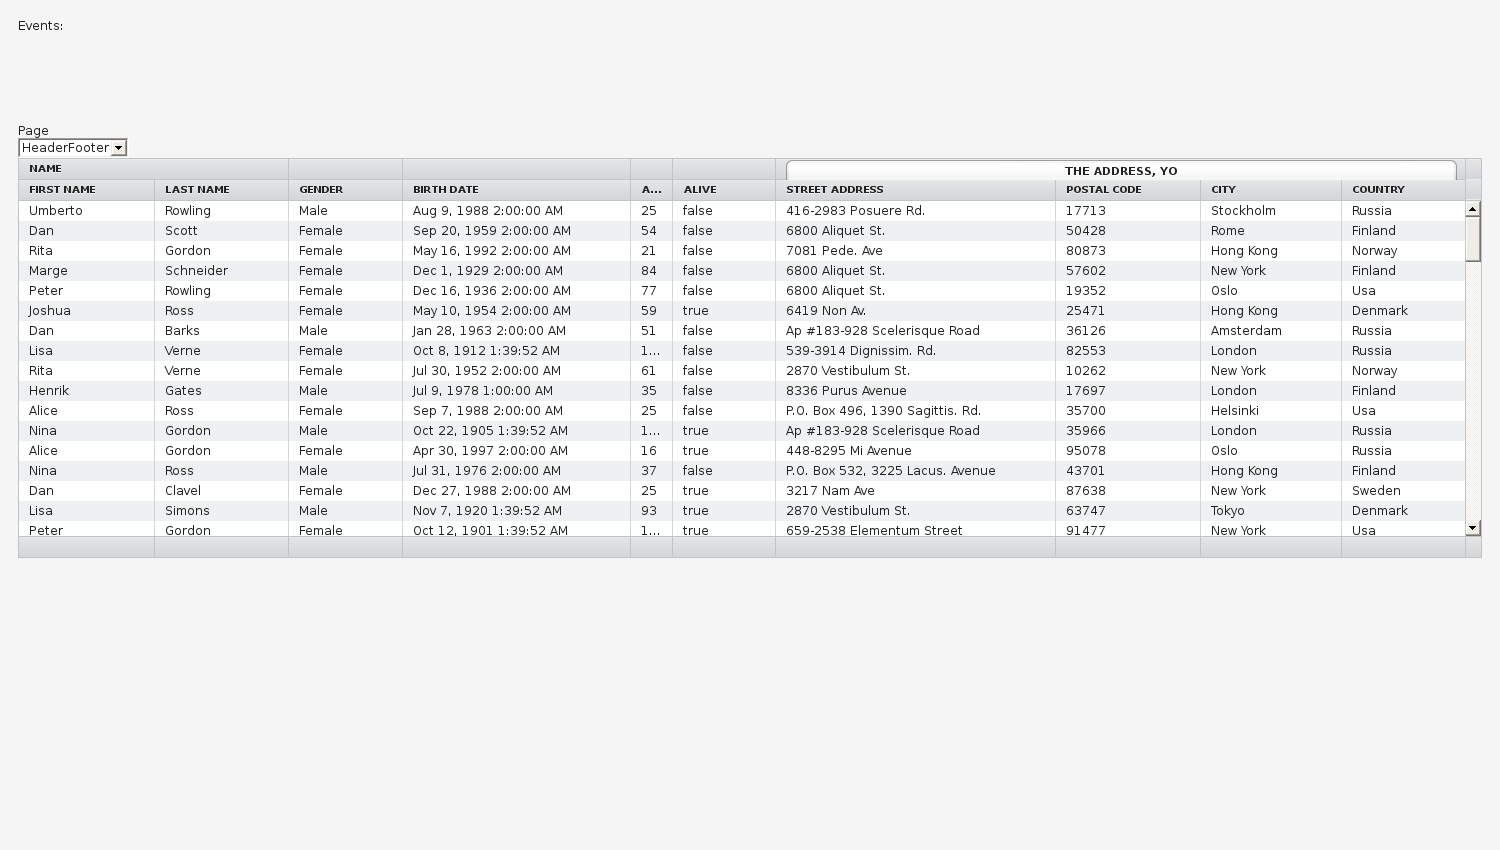 Events:
Page
HeaderFooter
NAME THE ADDRESS, YO
FIRST NAME LAST NAME GENDER BIRTH DATE A... ALIVE STREET ADDRESS POSTAL CODE CITY COUNTRY
Umberto Rowling Male Aug 9, 1988 2:00:00 AM 25 false 416-2983 Posuere Rd. 17713 Stockholm Russia
Dan Scott Female Sep 20, 1959 2:00:00 AM 54 false 6800 Aliquet St. 50428 Rome Finland
Rita Gordon Female May 16, 1992 2:00:00 AM 21 false 7081 Pede. Ave 80873 Hong Kong Norway
Marge Schneider Female Dec 1, 1929 2:00:00 AM 84 false 6800 Aliquet St. 57602 New York Finland
Peter Rowling Female Dec 16, 1936 2:00:00 AM 77 false 6800 Aliquet St. 19352 Oslo Usa
Joshua Ross Female May 10, 1954 2:00:00 AM 59 true 6419 Non Av. 25471 Hong Kong Denmark
Dan Barks Male Jan 28, 1963 2:00:00 AM 51 false Ap #183-928 Scelerisque Road 36126 Amsterdam Russia
Lisa Verne Female Oct 8, 1912 1:39:52 AM 1... false 539-3914 Dignissim. Rd. 82553 London Russia
Rita Verne Female Jul 30, 1952 2:00:00 AM 61 false 2870 Vestibulum St. 10262 New York Norway
Henrik Gates Male Jul 9, 1978 1:00:00 AM 35 false 8336 Purus Avenue 17697 London Finland
Alice Ross Female Sep 7, 1988 2:00:00 AM 25 false P.O. Box 496, 1390 Sagittis. Rd. 35700 Helsinki Usa
Nina Gordon Male Oct 22, 1905 1:39:52 AM 1... true Ap #183-928 Scelerisque Road 35966 London Russia
Alice Gordon Female Apr 30, 1997 2:00:00 AM 16 true 448-8295 Mi Avenue 95078 Oslo Russia
Nina Ross Male Jul 31, 1976 2:00:00 AM 37 false P.O. Box 532, 3225 Lacus. Avenue 43701 Hong Kong Finland
Dan Clavel Female Dec 27, 1988 2:00:00 AM 25 true 3217 Nam Ave 87638 New York Sweden
Lisa Simons Male Nov 7, 1920 1:39:52 AM 93 true 2870 Vestibulum St. 63747 Tokyo Denmark
Peter Gordon Female Oct 12, 1901 1:39:52 AM 1... true 659-2538 Elementum Street 91477 New York Usa